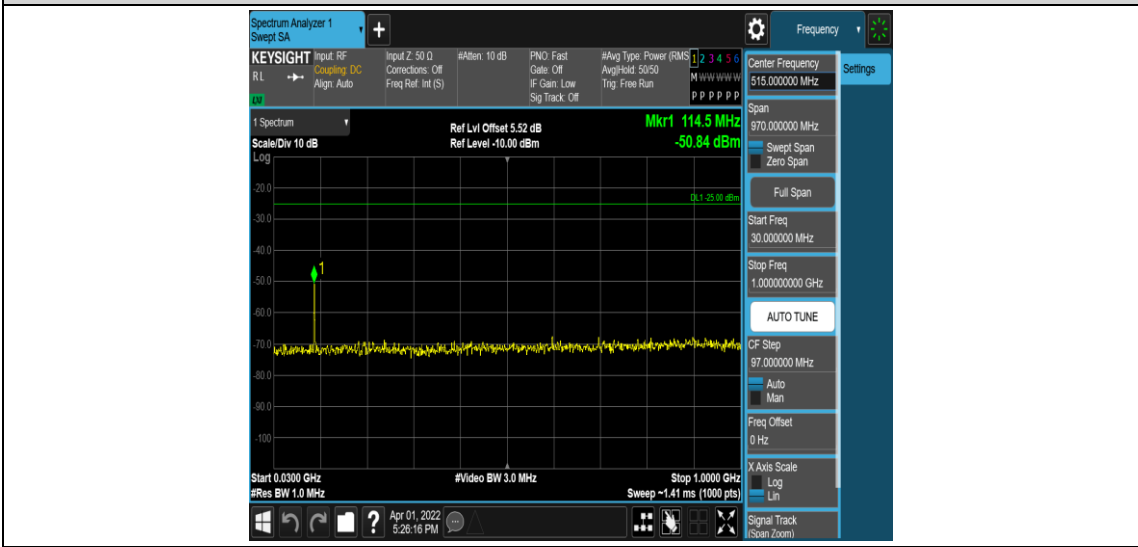 Spectrum Analyzer 1
Swept SA
Frequency
KEYSIGHT
RL
Input: RF
Coupling: DC
Align: Auto
Input Z: 50 Ω
Corrections: Off
Freq Ref: Int (S)
#Atten: 10 dB
PNO: Fast
Gate: Off
IF Gain: Low
Sig Track: Off
#Avg Type: Power (RMS
Avg|Hold: 50/50
Trig: Free Run
1 2 3 4 5 6
M W W W W W
P P P P P P
LXI
1 Spectrum
Scale/Div 10 dB
Log
Ref Lvl Offset 5.52 dB
Ref Level -10.00 dBm
Mkr1 114.5 MHz
-50.84 dBm
DL1 -25.00 dBm
-20.0
-30.0
-40.0
1
-50.0
-60.0
-70.0
-80.0
-90.0
-100
Start 0.0300 GHz
#Res BW 1.0 MHz
#Video BW 3.0 MHz
Stop 1.0000 GHz
Sweep ~1.41 ms (1000 pts)
Apr 01, 2022
5:26:16 PM
Center Frequency
515.000000 MHz
Settings
Span
970.000000 MHz
Swept Span
Zero Span
Full Span
Start Freq
30.000000 MHz
Stop Freq
1.000000000 GHz
AUTO TUNE
CF Step
97.000000 MHz
Auto
Man
Freq Offset
0 Hz
X Axis Scale
Log
Lin
Signal Track
(Span Zoom)